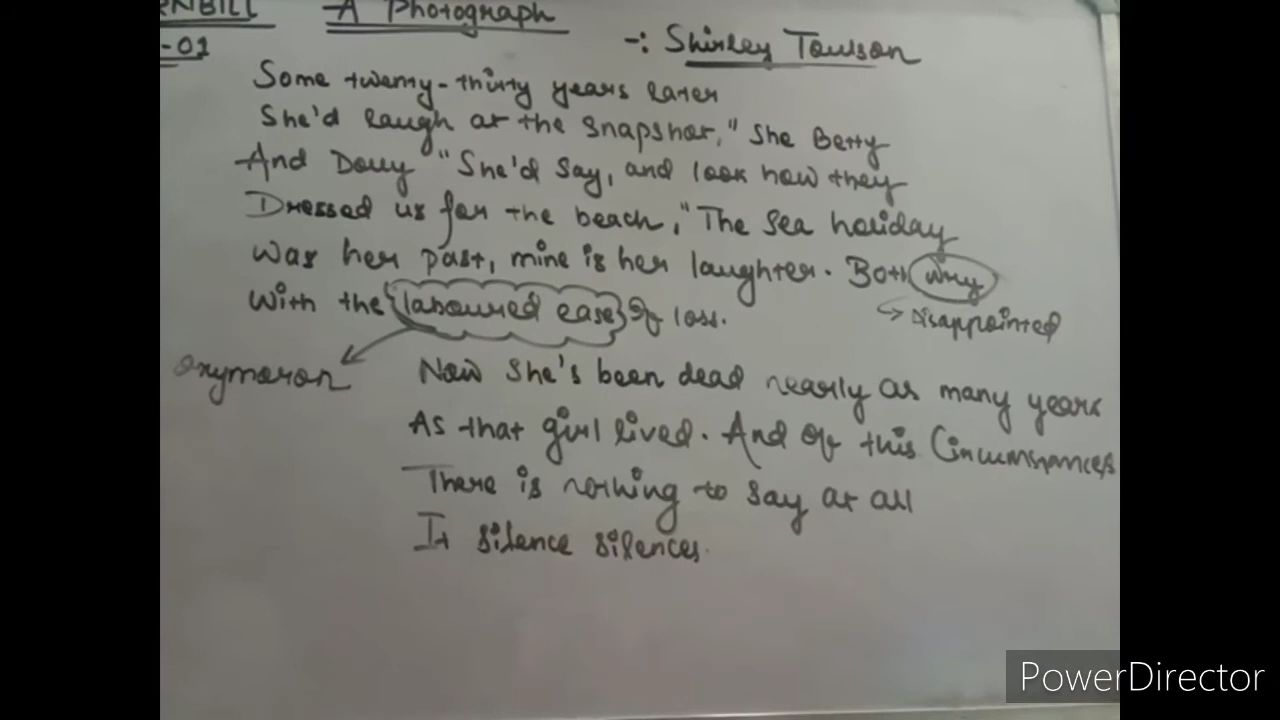 RNBILL A Photograph
-01 -: Shirley Toulson
Some twenty-thirty years later
She'd laugh at the snapshot," She Betty
And Dolly "She'd say, and look how they
Dressed us for the beach," The sea holiday
was her past, mine is her laughter. Both wry
With the laboured ease of loss.
Disappointed
Oxymoron
Now She's been dead nearly as many years
As that girl lived. And of this Circumstances
There is nothing to say at all
It silence silences.
PowerDirector